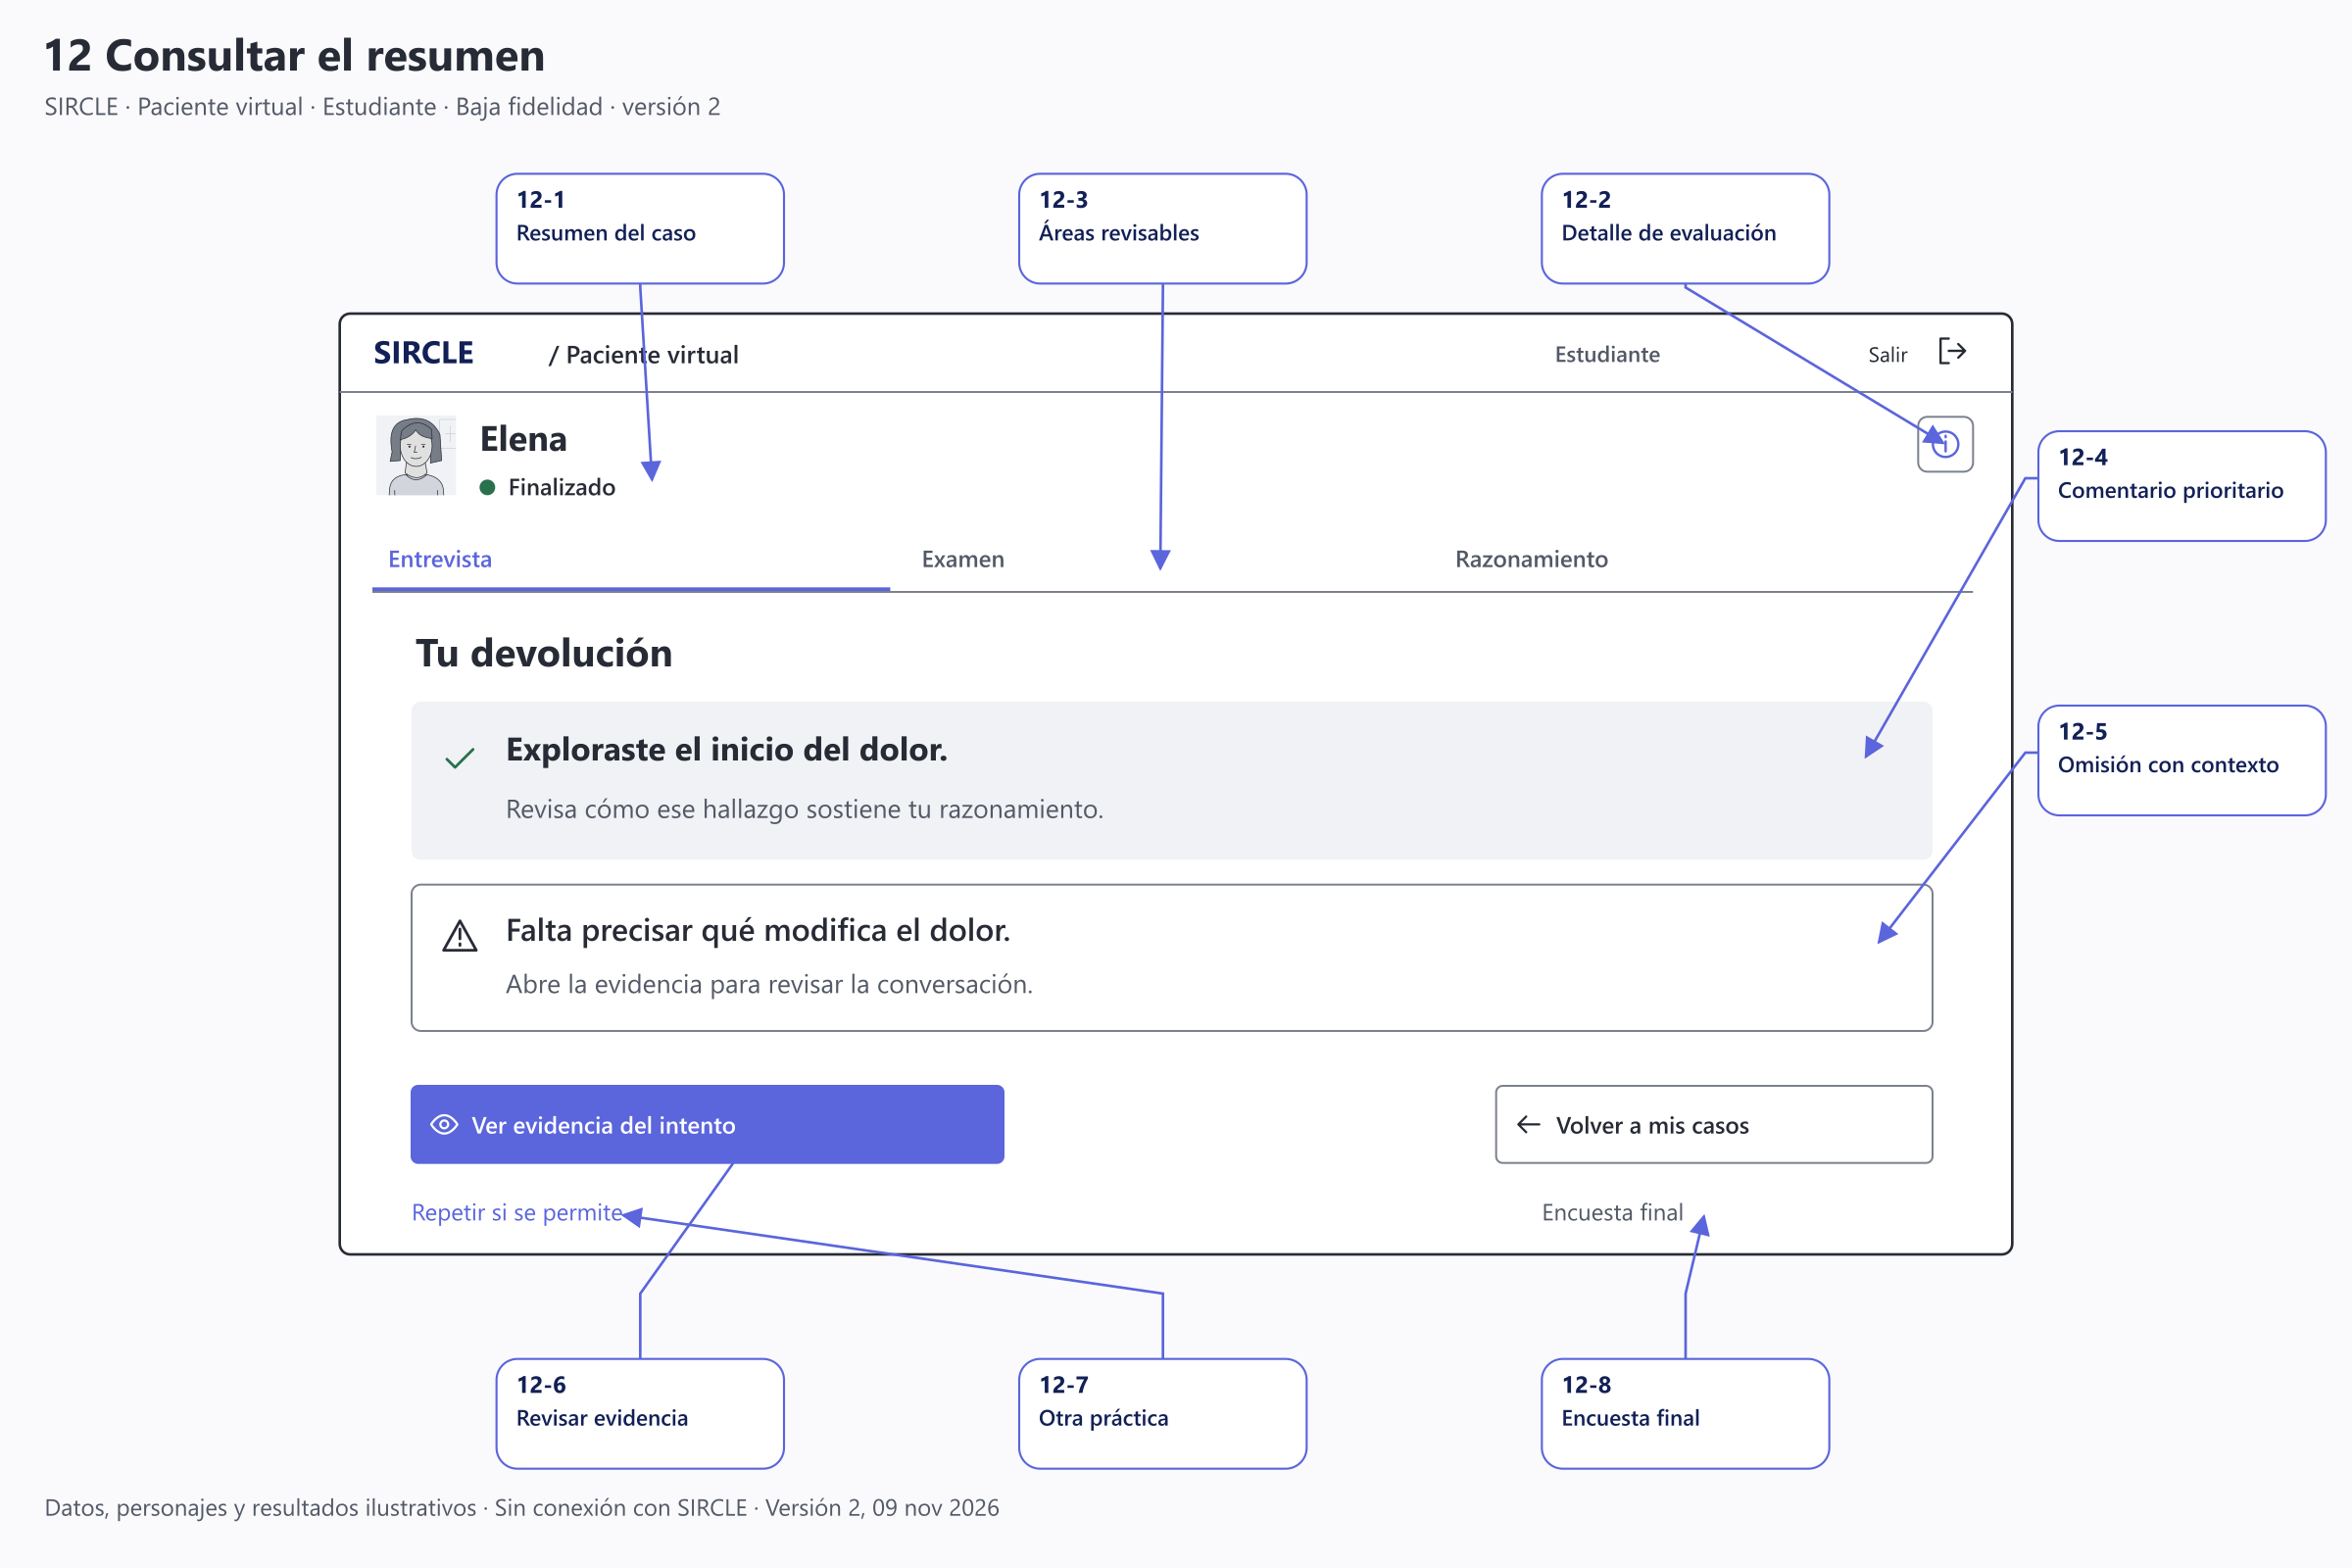 12 Consultar el resumen
SIRCLE · Paciente virtual · Estudiante · Baja fidelidad · versión 2
12-1
Resumen del caso
12-3
Áreas revisables
12-2
Detalle de evaluación
SIRCLE / Paciente virtual Estudiante Salir
Elena
Finalizado
12-4
Comentario prioritario
Entrevista Examen Razonamiento
Tu devolución
Exploraste el inicio del dolor.
Revisa cómo ese hallazgo sostiene tu razonamiento.
12-5
Omisión con contexto
Falta precisar qué modifica el dolor.
Abre la evidencia para revisar la conversación.
Ver evidencia del intento Volver a mis casos
Repetir si se permite Encuesta final
12-6
Revisar evidencia
12-7
Otra práctica
12-8
Encuesta final
Datos, personajes y resultados ilustrativos · Sin conexión con SIRCLE · Versión 2, 09 nov 2026